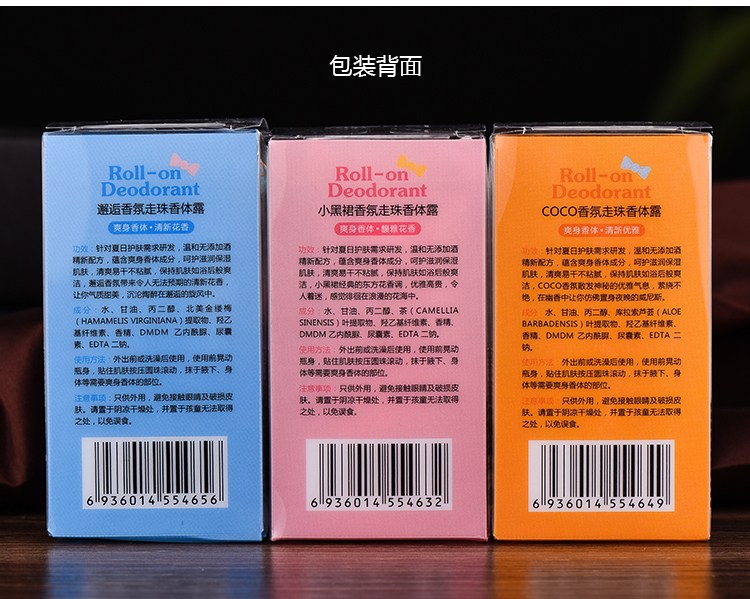 包装背面
Roll-on
Deodorant
邂逅香氛走珠香体露
爽身香体·清新花香
功效：针对夏日护肤需求研发，温和无添加酒
精新配方，蕴含爽身香体成分，呵护滋润保湿
肌肤，清爽易干不粘腻，保持肌肤如浴后般爽
洁，邂逅香氛带来令人无法预期的清新花香，
让你气质甜美，沉沦陶醉在邂逅的旋风中。
成分：水、甘油、丙二醇、北美金缕梅
(HAMAMELIS VIRGINIANA) 提取物、羟乙
基纤维素、香精、DMDM 乙内酰脲、尿囊
素、EDTA 二钠。
使用方法：外出前或洗澡后使用，使用前晃动
瓶身，贴住肌肤按压圆珠滚动，抹于腋下、身
体等需要爽身香体的部位。
注意事项：只供外用，避免接触眼睛及破损皮
肤。请置于阴凉干燥处，并置于孩童无法取得
之处，以免误食。
6 936014 554656
Roll-on
Deodorant
小黑裙香氛走珠香体露
爽身香体·馥雅花香
功效：针对夏日护肤需求研发，温和无添加酒
精新配方，蕴含爽身香体成分，呵护滋润保湿
肌肤，清爽易干不粘腻，保持肌肤如浴后般爽
洁，小黑裙经典的东方花香调，优雅高贵，令
人着迷，感觉徘徊在浪漫的花海中。
成分：水、甘油、丙二醇、茶 (CAMELLIA
SINENSIS) 叶提取物、羟乙基纤维素、香精、
DMDM 乙内酰脲、尿囊素、EDTA 二钠。
使用方法：外出前或洗澡后使用，使用前晃动
瓶身，贴住肌肤按压圆珠滚动，抹于腋下、身
体等需要爽身香体的部位。
注意事项：只供外用，避免接触眼睛及破损皮
肤。请置于阴凉干燥处，并置于孩童无法取得
之处，以免误食。
6 936014 554632
Roll-on
Deodorant
COCO香氛走珠香体露
爽身香体·清新优雅
功效：针对夏日护肤需求研发，温和无添加酒
精新配方，蕴含爽身香体成分，呵护滋润保湿
肌肤，清爽易干不粘腻，保持肌肤如浴后般爽
洁，COCO香氛散发神秘的优雅气息，萦绕不
绝，在幽香中让你仿佛置身夜晚的威尼斯。
成分：水、甘油、丙二醇、库拉索芦荟 (ALOE
BARBADENSIS) 叶提取物、羟乙基纤维素、
香精、DMDM 乙内酰脲、尿囊素、EDTA 二
钠。
使用方法：外出前或洗澡后使用，使用前晃动
瓶身，贴住肌肤按压圆珠滚动，抹于腋下、身
体等需要爽身香体的部位。
注意事项：只供外用，避免接触眼睛及破损皮
肤。请置于阴凉干燥处，并置于孩童无法取得
之处，以免误食。
6 936014 554649